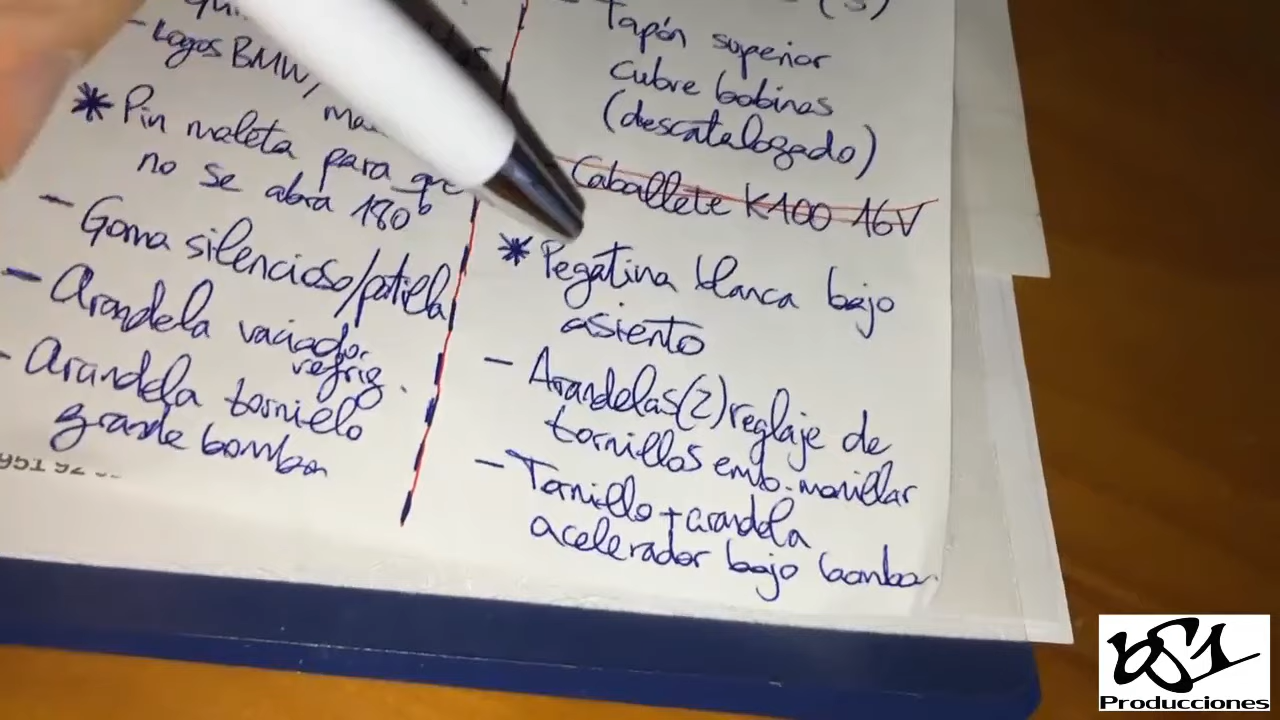 - Logos BMW/
* Pin maleta para que
no se abra 180º
- Goma silencioso/patilla
- Arandela vaciador
refrig.
- Arandela tornillo
grande bomba
Tapón superior
cubre bobinas
(descatalogado)
Caballete K100 16V
* Pegatina blanca bajo
asiento
- Arandelas(2) reglaje de
tornillos emb. manillar
- Tornillo + arandela
acelerador bajo bomba.
bS1
Producciones